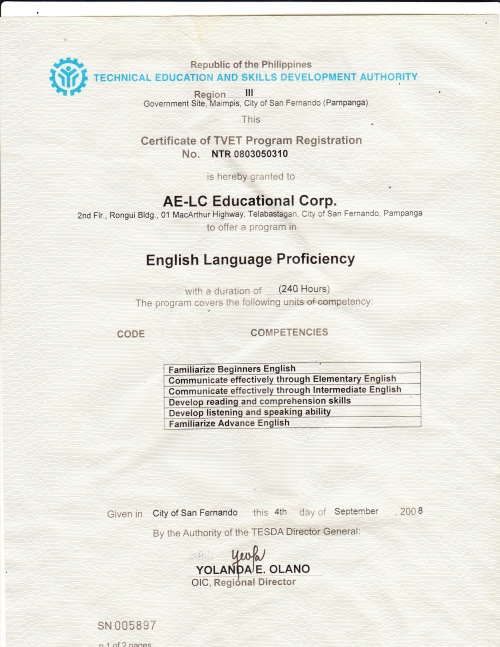 Republic of the Philippines
TECHNICAL EDUCATION AND SKILLS DEVELOPMENT AUTHORITY
Region III
Government Site, Maimpis, City of San Fernando (Pampanga)
This
Certificate of TVET Program Registration
No. NTR 0803050310
is hereby granted to
AE-LC Educational Corp.
2nd Flr., Rongui Bldg., 01 MacArthur Highway, Telabastagan, City of San Fernando, Pampanga
to offer a program in
English Language Proficiency
with a duration of (240 Hours)
The program covers the following units of competency:
CODE COMPETENCIES
Familiarize Beginners English
Communicate effectively through Elementary English
Communicate effectively through Intermediate English
Develop reading and comprehension skills
Develop listening and speaking ability
Familiarize Advance English
Given in City of San Fernando this 4th day of September , 2008
By the Authority of the TESDA Director General:
YOLANDA E. OLANO
OIC, Regional Director
SN 005897
p.1 of 2 pages